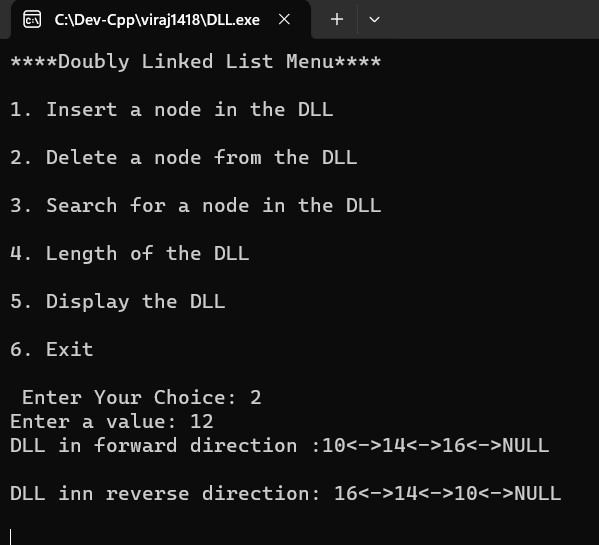 C:\Dev-Cpp\viraj1418\DLL.exe
****Doubly Linked List Menu****
1. Insert a node in the DLL
2. Delete a node from the DLL
3. Search for a node in the DLL
4. Length of the DLL
5. Display the DLL
6. Exit
Enter Your Choice: 2
Enter a value: 12
DLL in forward direction :10<->14<->16<->NULL
DLL inn reverse direction: 16<->14<->10<->NULL